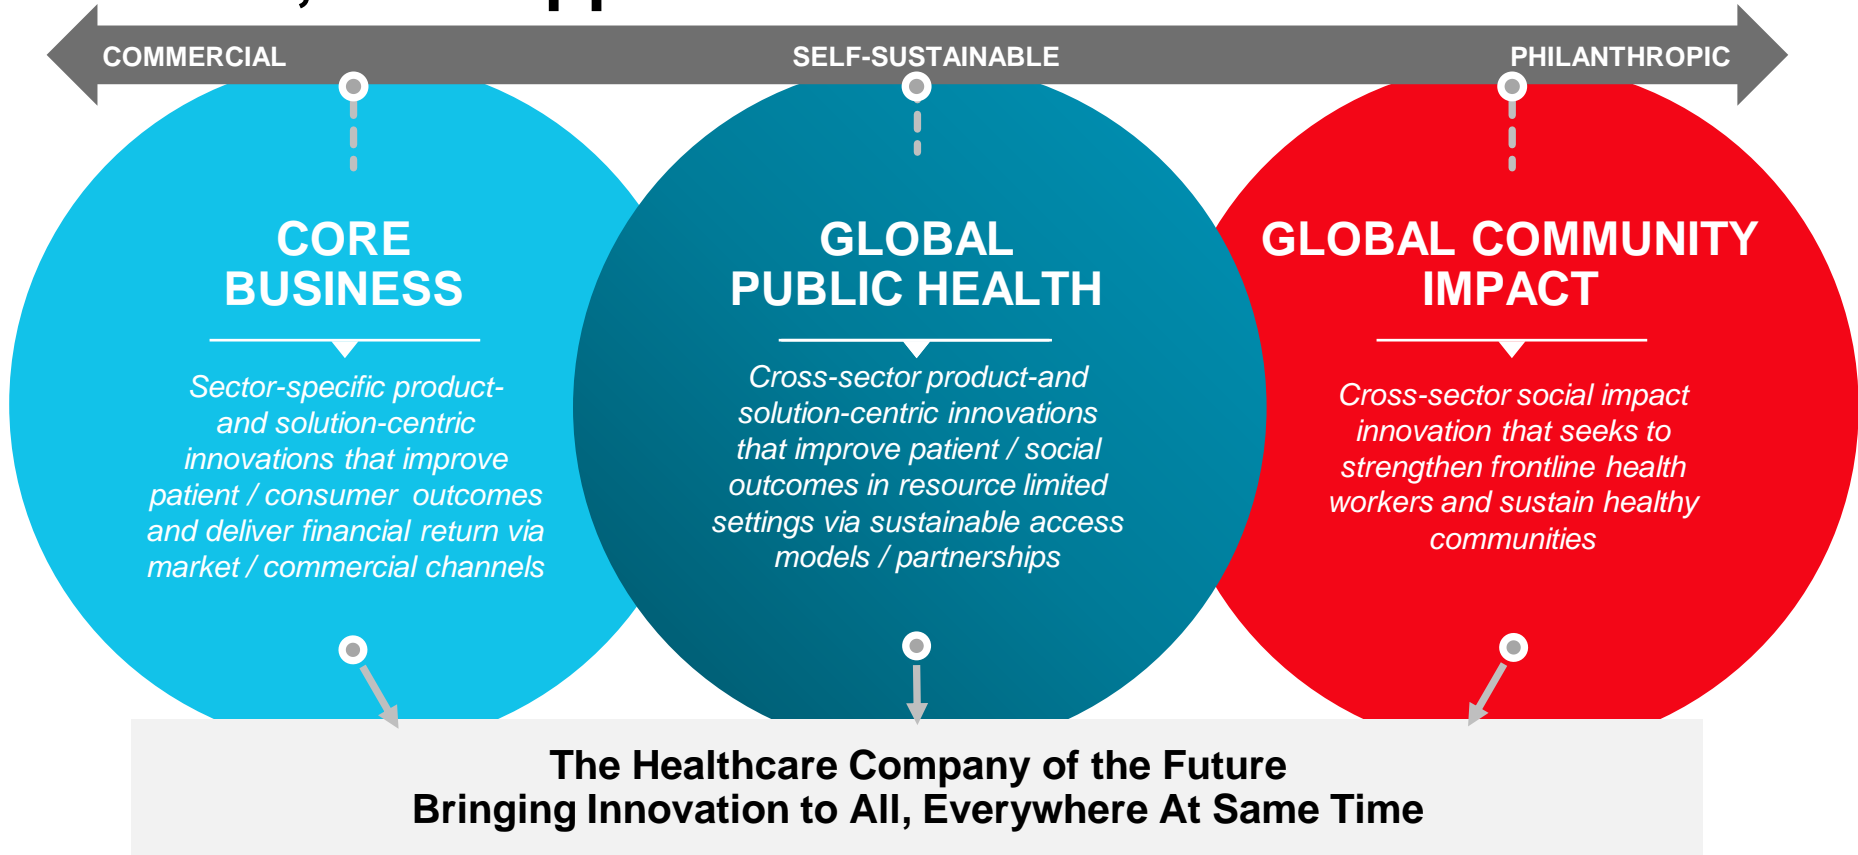 COMMERCIAL
SELF-SUSTAINABLE
PHILANTHROPIC
CORE
BUSINESS
Sector-specific product-
and solution-centric
innovations that improve
patient / consumer outcomes
and deliver financial return via
market / commercial channels
GLOBAL
PUBLIC HEALTH
Cross-sector product-and
solution-centric innovations
that improve patient / social
outcomes in resource limited
settings via sustainable access
models / partnerships
GLOBAL COMMUNITY
IMPACT
Cross-sector social impact
innovation that seeks to
strengthen frontline health
workers and sustain healthy
communities
The Healthcare Company of the Future
Bringing Innovation to All, Everywhere At Same Time